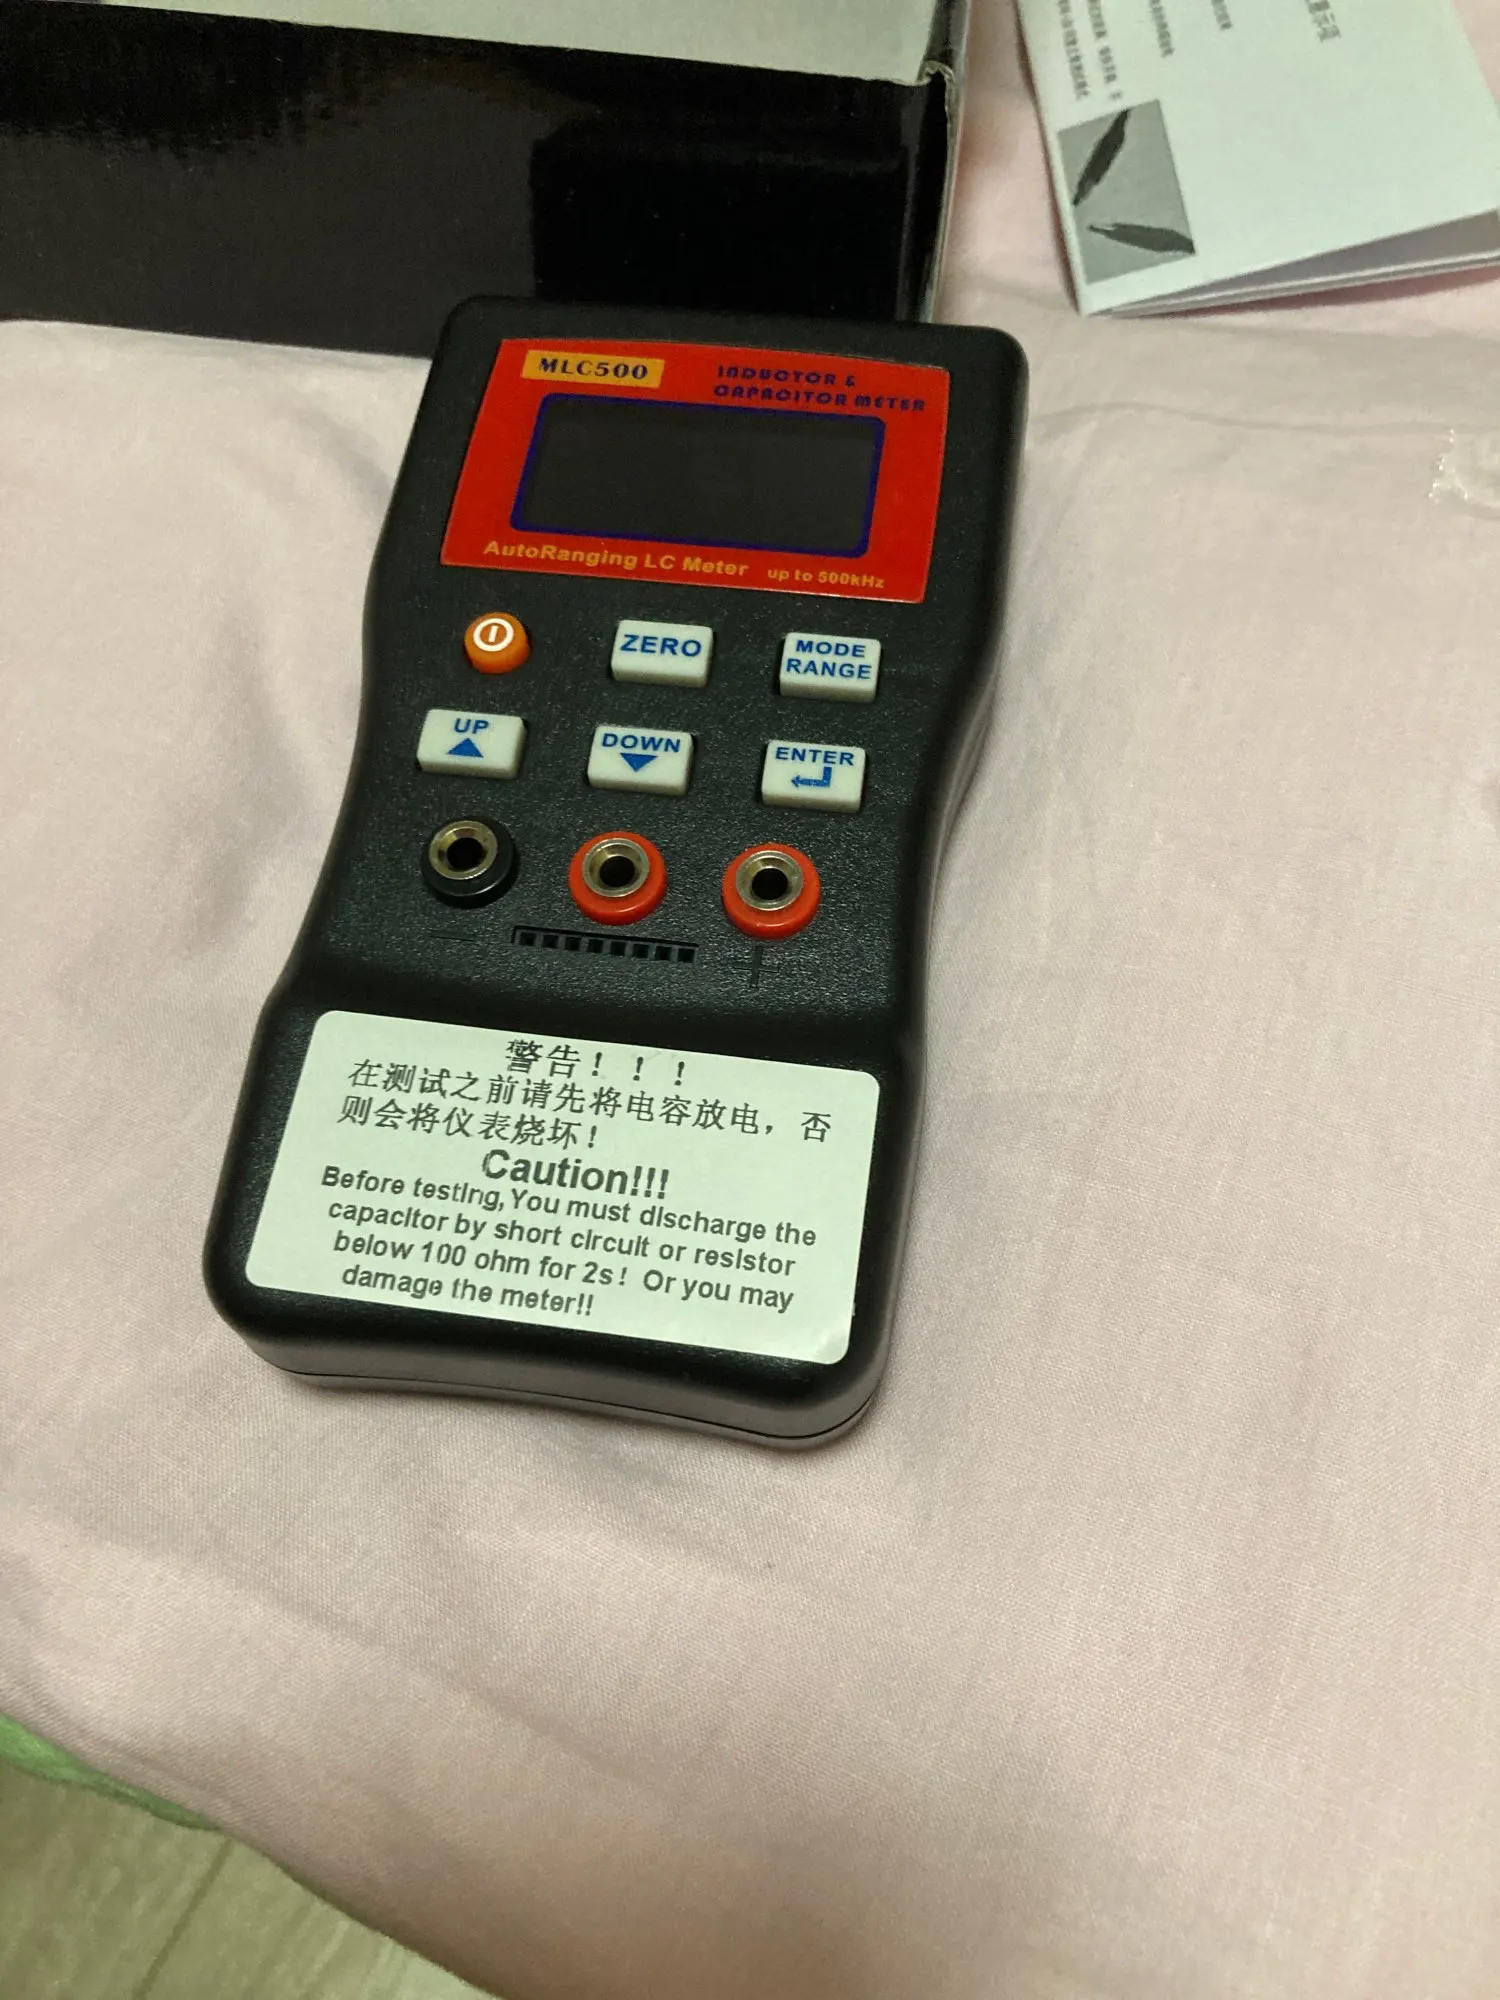 MLC500
INDUCTOR &
CAPACITOR METER
AutoRanging LC Meter up to 500kHz
ZERO
MODE
RANGE
UP
DOWN
ENTER
警告！！！
在测试之前请先将电容放电，否
则会将仪表烧坏！
Caution!!!
Before testing,You must discharge the
capacitor by short circuit or resistor
below 100 ohm for 2s！Or you may
damage the meter!!
显示项